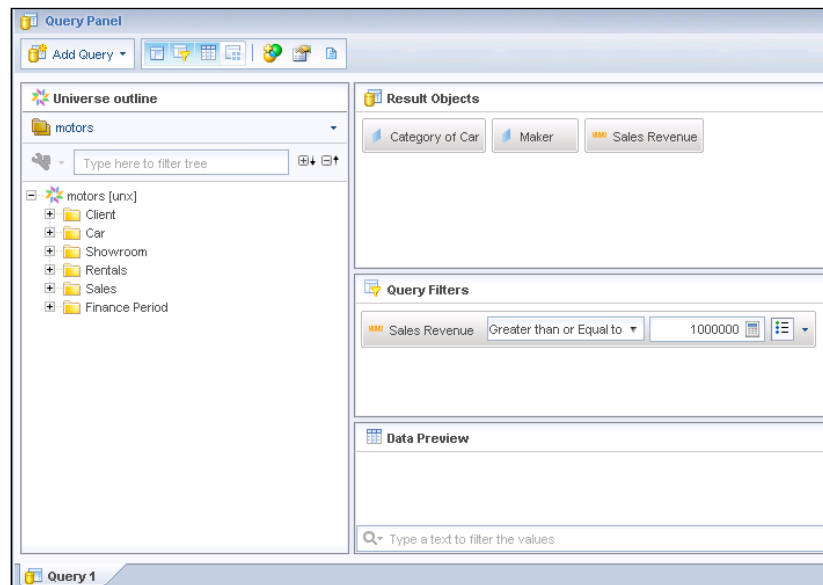 Query Panel
Add Query
Universe outline
motors
Type here to filter tree
motors [unx]
Client
Car
Showroom
Rentals
Sales
Finance Period
Result Objects
Category of Car Maker Sales Revenue
Query Filters
Sales Revenue Greater than or Equal to 1000000
Data Preview
Type a text to filter the values
Query 1